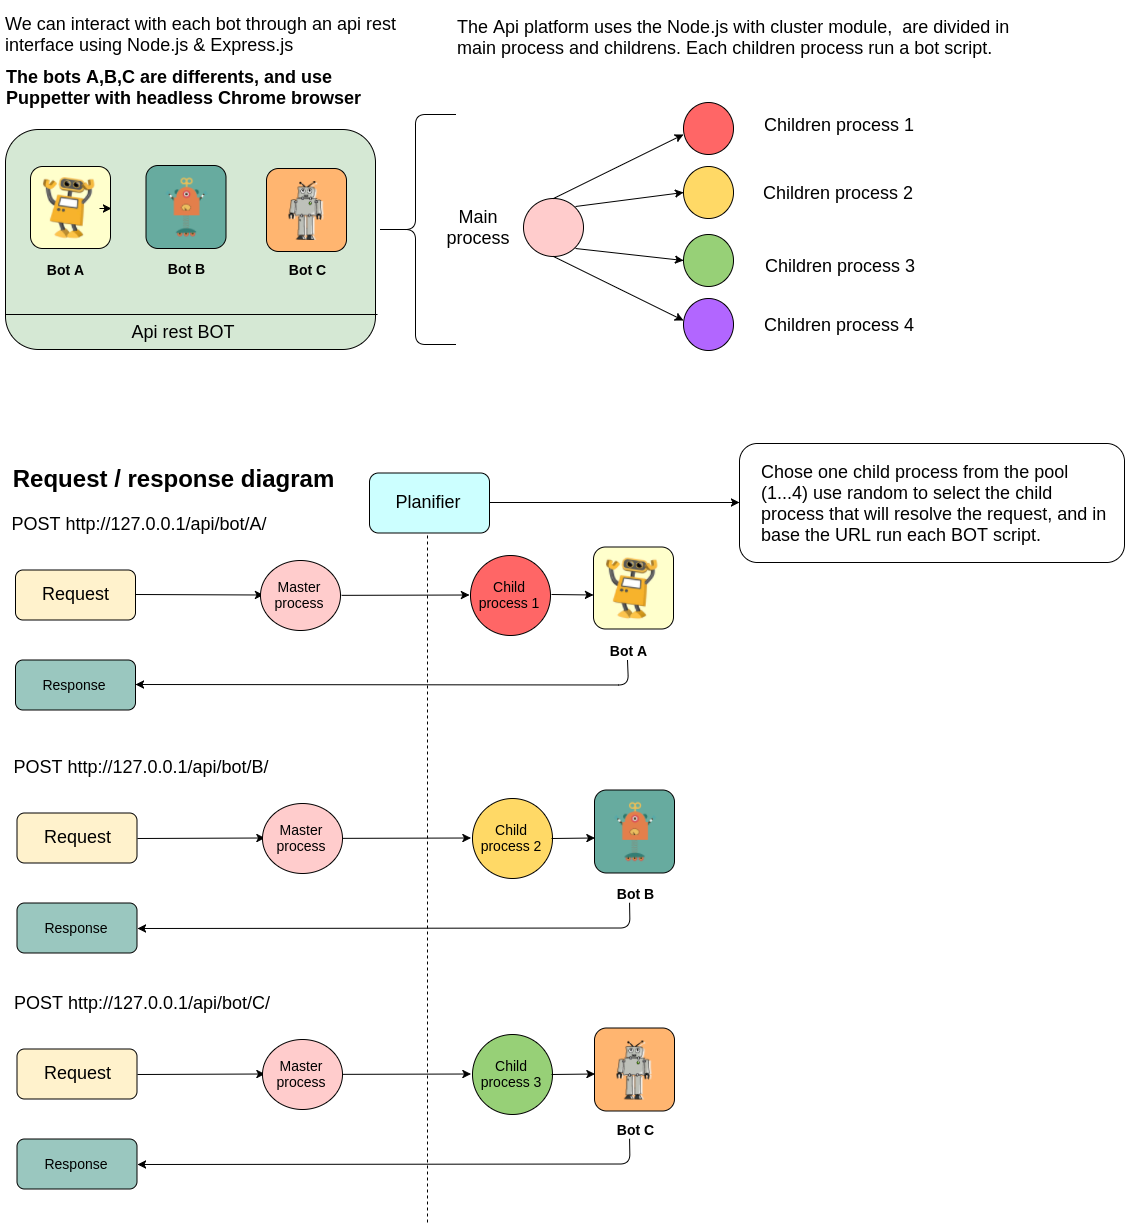 We can interact with each bot through an api rest
interface using Node.js & Express.js
The bots A,B,C are differents, and use
Puppetter with headless Chrome browser
Bot A
Bot B
Bot C
Api rest BOT
The Api platform uses the Node.js with cluster module,  are divided in
main process and childrens. Each children process run a bot script.
Main
process
Children process 1
Children process 2
Children process 3
Children process 4
Request / response diagram
Planifier
Chose one child process from the pool
(1...4) use random to select the child
process that will resolve the request, and in
base the URL run each BOT script.
POST http://127.0.0.1/api/bot/A/
Request
Master
process
Child
process 1
Bot A
Response
POST http://127.0.0.1/api/bot/B/
Request
Master
process
Child
process 2
Bot B
Response
POST http://127.0.0.1/api/bot/C/
Request
Master
process
Child
process 3
Bot C
Response